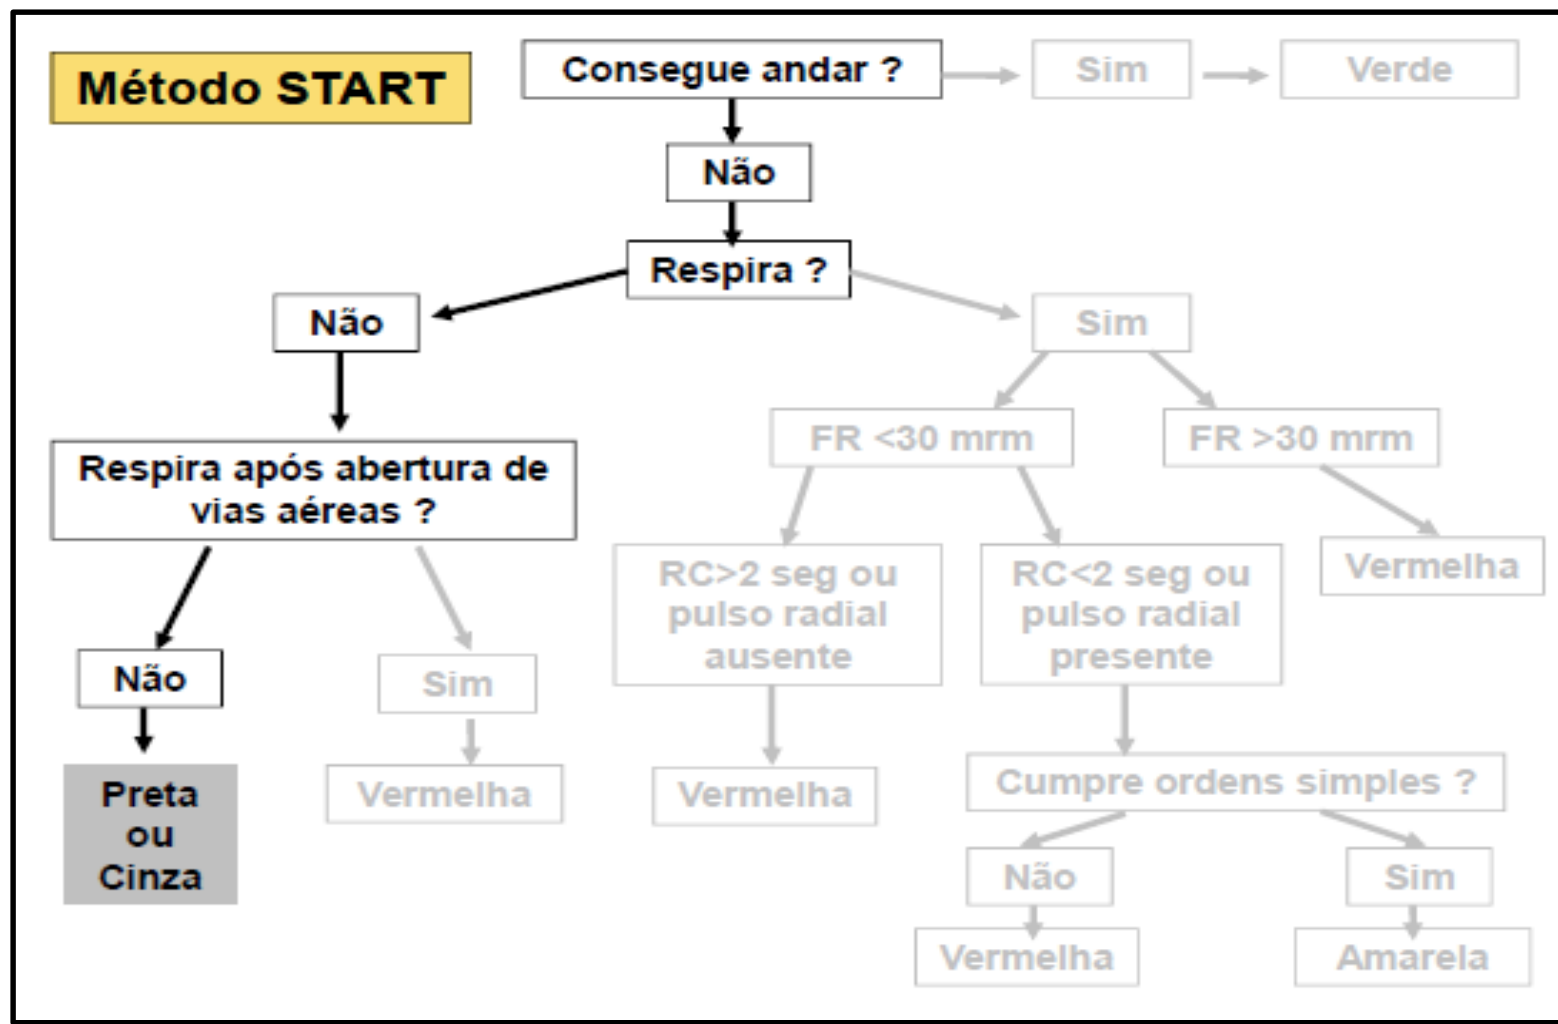 Método START
Consegue andar ?
Sim
Verde
Não
Respira ?
Não
Sim
FR <30 mrm
FR >30 mrm
Respira após abertura de
vias aéreas ?
RC>2 seg ou
pulso radial
ausente
RC<2 seg ou
pulso radial
presente
Vermelha
Não
Sim
Preta
ou
Cinza
Vermelha
Vermelha
Cumpre ordens simples ?
Não
Sim
Vermelha
Amarela